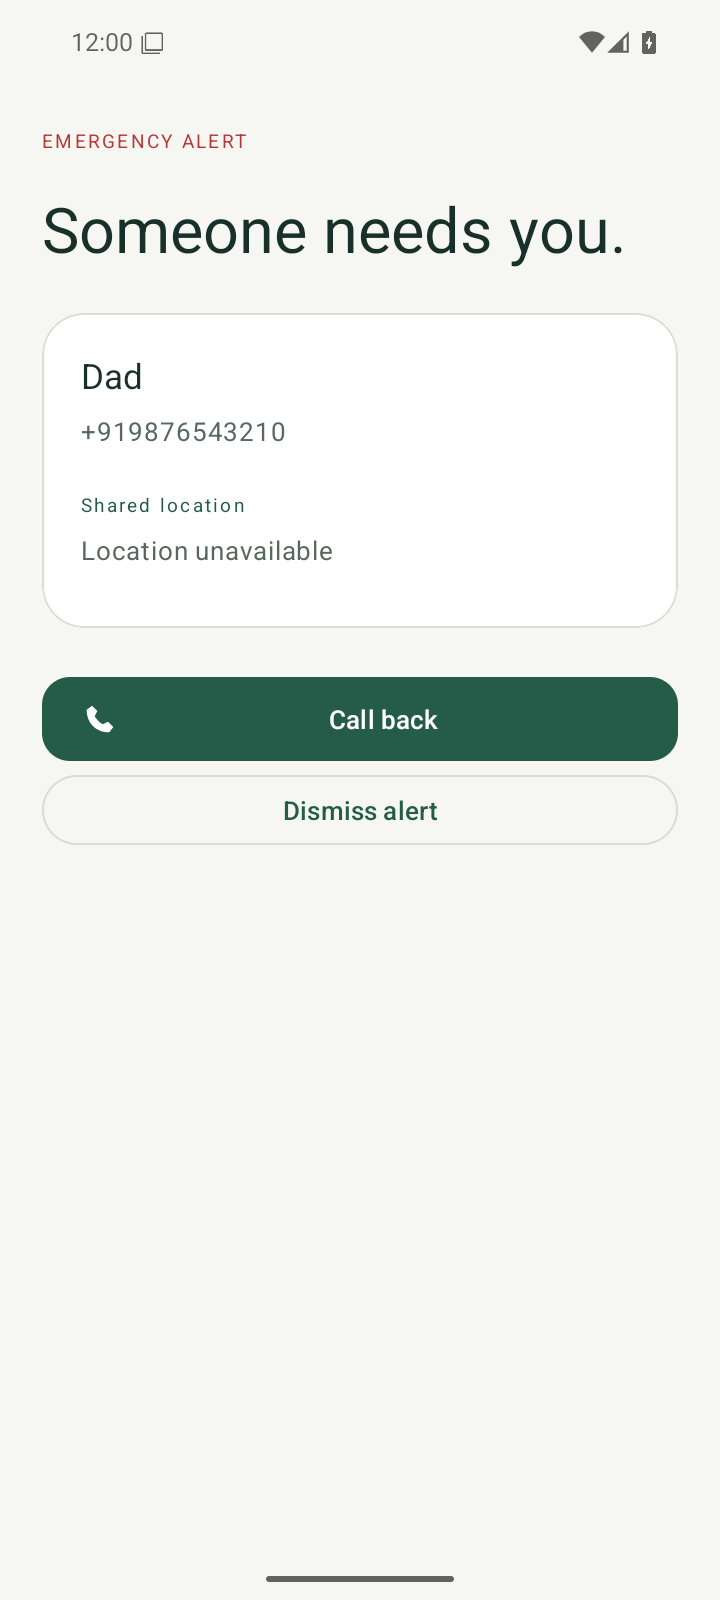 12:00
EMERGENCY ALERT
Someone needs you.
Dad
+919876543210
Shared location
Location unavailable
Call back
Dismiss alert